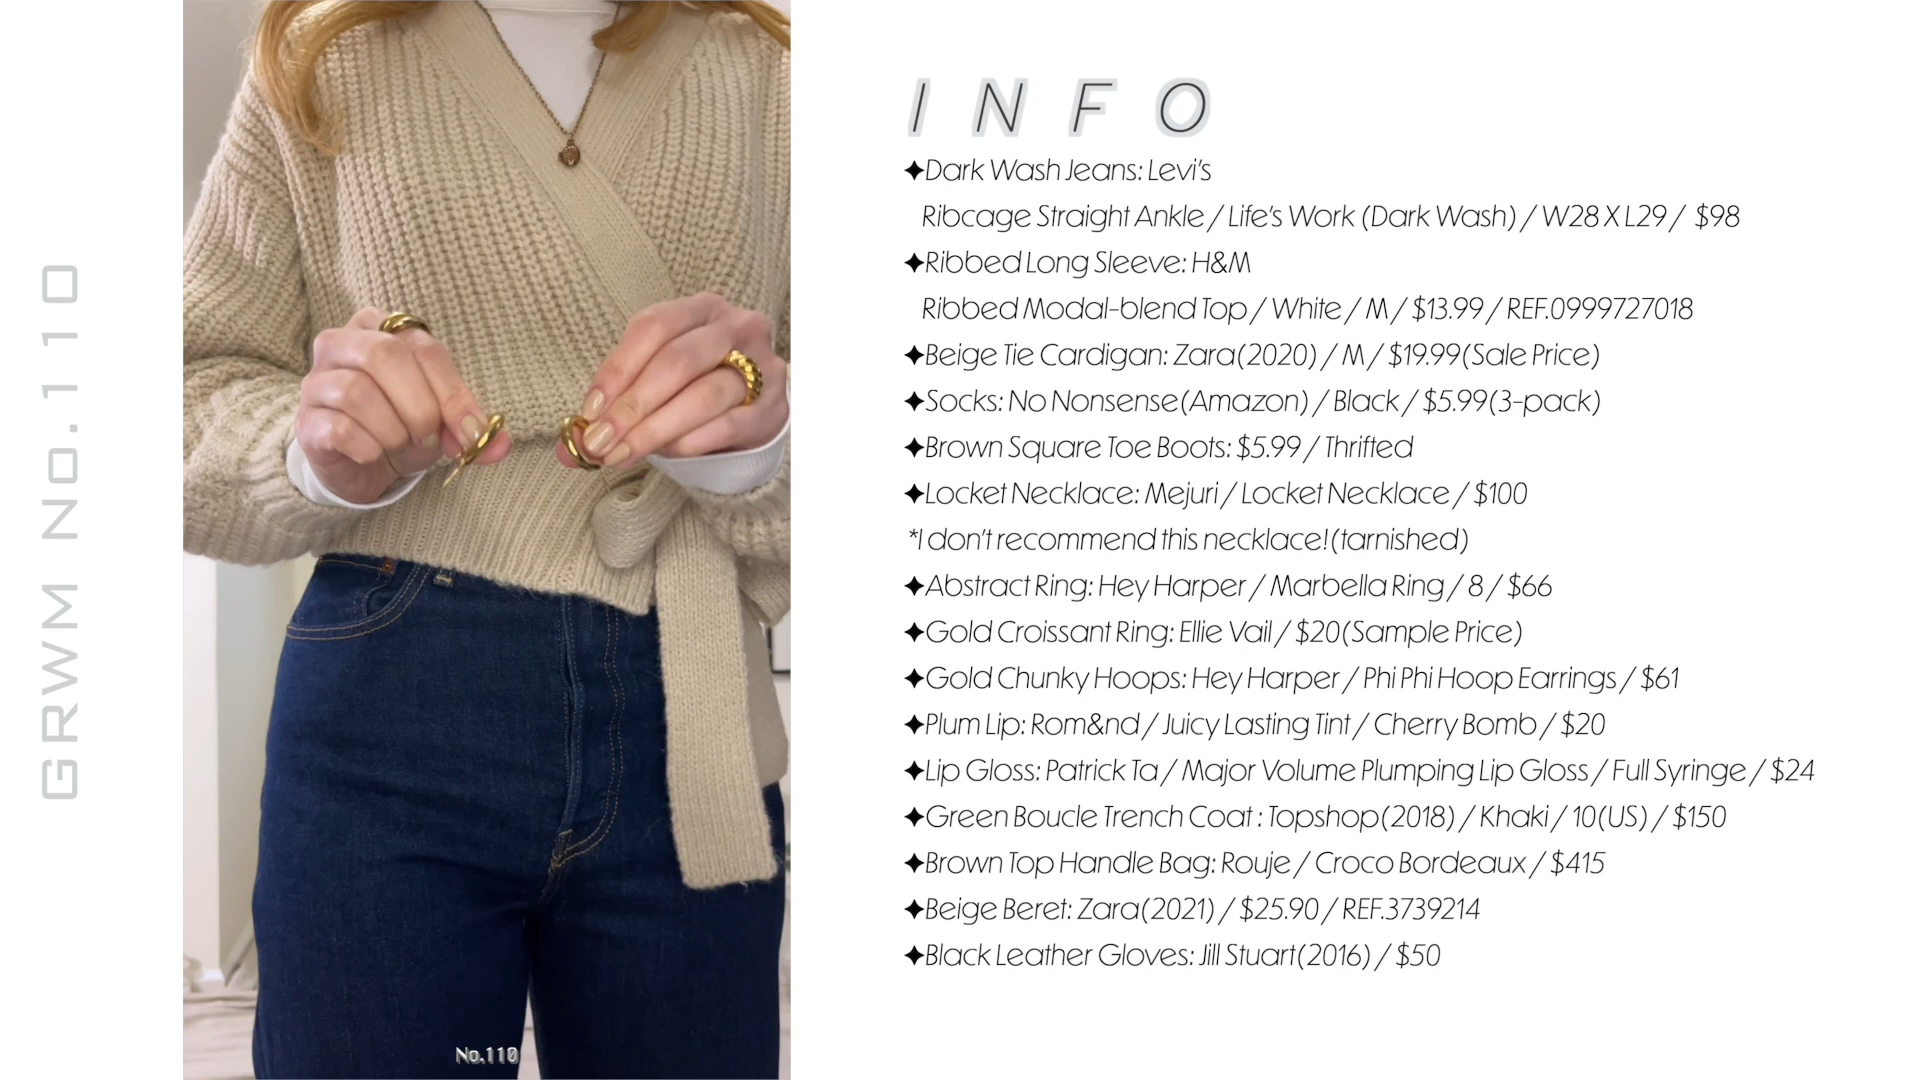 GRWM No.110
No.110
INFO
✦Dark Wash Jeans: Levi's
Ribcage Straight Ankle / Life's Work (Dark Wash) / W28 X L29 / $98
✦Ribbed Long Sleeve: H&M
Ribbed Modal-blend Top / White / M / $13.99 / REF.0999727018
✦Beige Tie Cardigan: Zara(2020) / M / $19.99(Sale Price)
✦Socks: No Nonsense(Amazon) / Black / $5.99(3-pack)
✦Brown Square Toe Boots: $5.99 / Thrifted
✦Locket Necklace: Mejuri / Locket Necklace / $100
*I don't recommend this necklace!(tarnished)
✦Abstract Ring: Hey Harper / Marbella Ring / 8 / $66
✦Gold Croissant Ring: Ellie Vail / $20(Sample Price)
✦Gold Chunky Hoops: Hey Harper / Phi Phi Hoop Earrings / $61
✦Plum Lip: Rom&nd / Juicy Lasting Tint / Cherry Bomb / $20
✦Lip Gloss: Patrick Ta / Major Volume Plumping Lip Gloss / Full Syringe / $24
✦Green Boucle Trench Coat : Topshop(2018) / Khaki / 10(US) / $150
✦Brown Top Handle Bag: Rouje / Croco Bordeaux / $415
✦Beige Beret: Zara(2021) / $25.90 / REF.3739214
✦Black Leather Gloves: Jill Stuart(2016) / $50